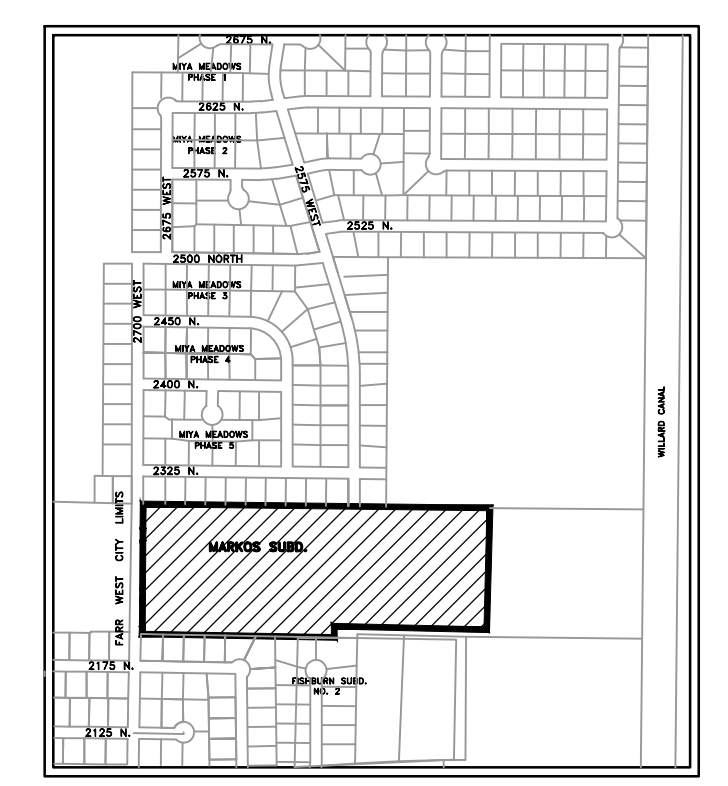 2675 N.
MIYA MEADOWS
PHASE 1
2625 N.
MIYA MEADOWS
PHASE 2
2575 N.
2675 WEST
2575 WEST
2525 N.
2500 NORTH
MIYA MEADOWS
PHASE 3
2700 WEST
2450 N.
MIYA MEADOWS
PHASE 4
2400 N.
WILLARD CANAL
MIYA MEADOWS
PHASE 5
2325 N.
FARR WEST CITY LIMITS
MARKOS SUBD.
2175 N.
FISHBURN SUBD.
NO. 2
2125 N.